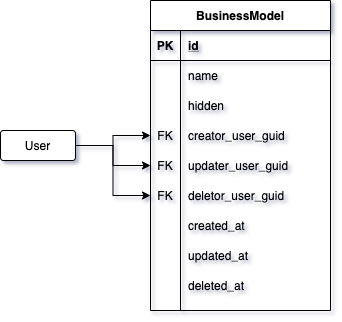 BusinessModel
PK id
name
hidden
User
FK creator_user_guid
FK updater_user_guid
FK deletor_user_guid
created_at
updated_at
deleted_at